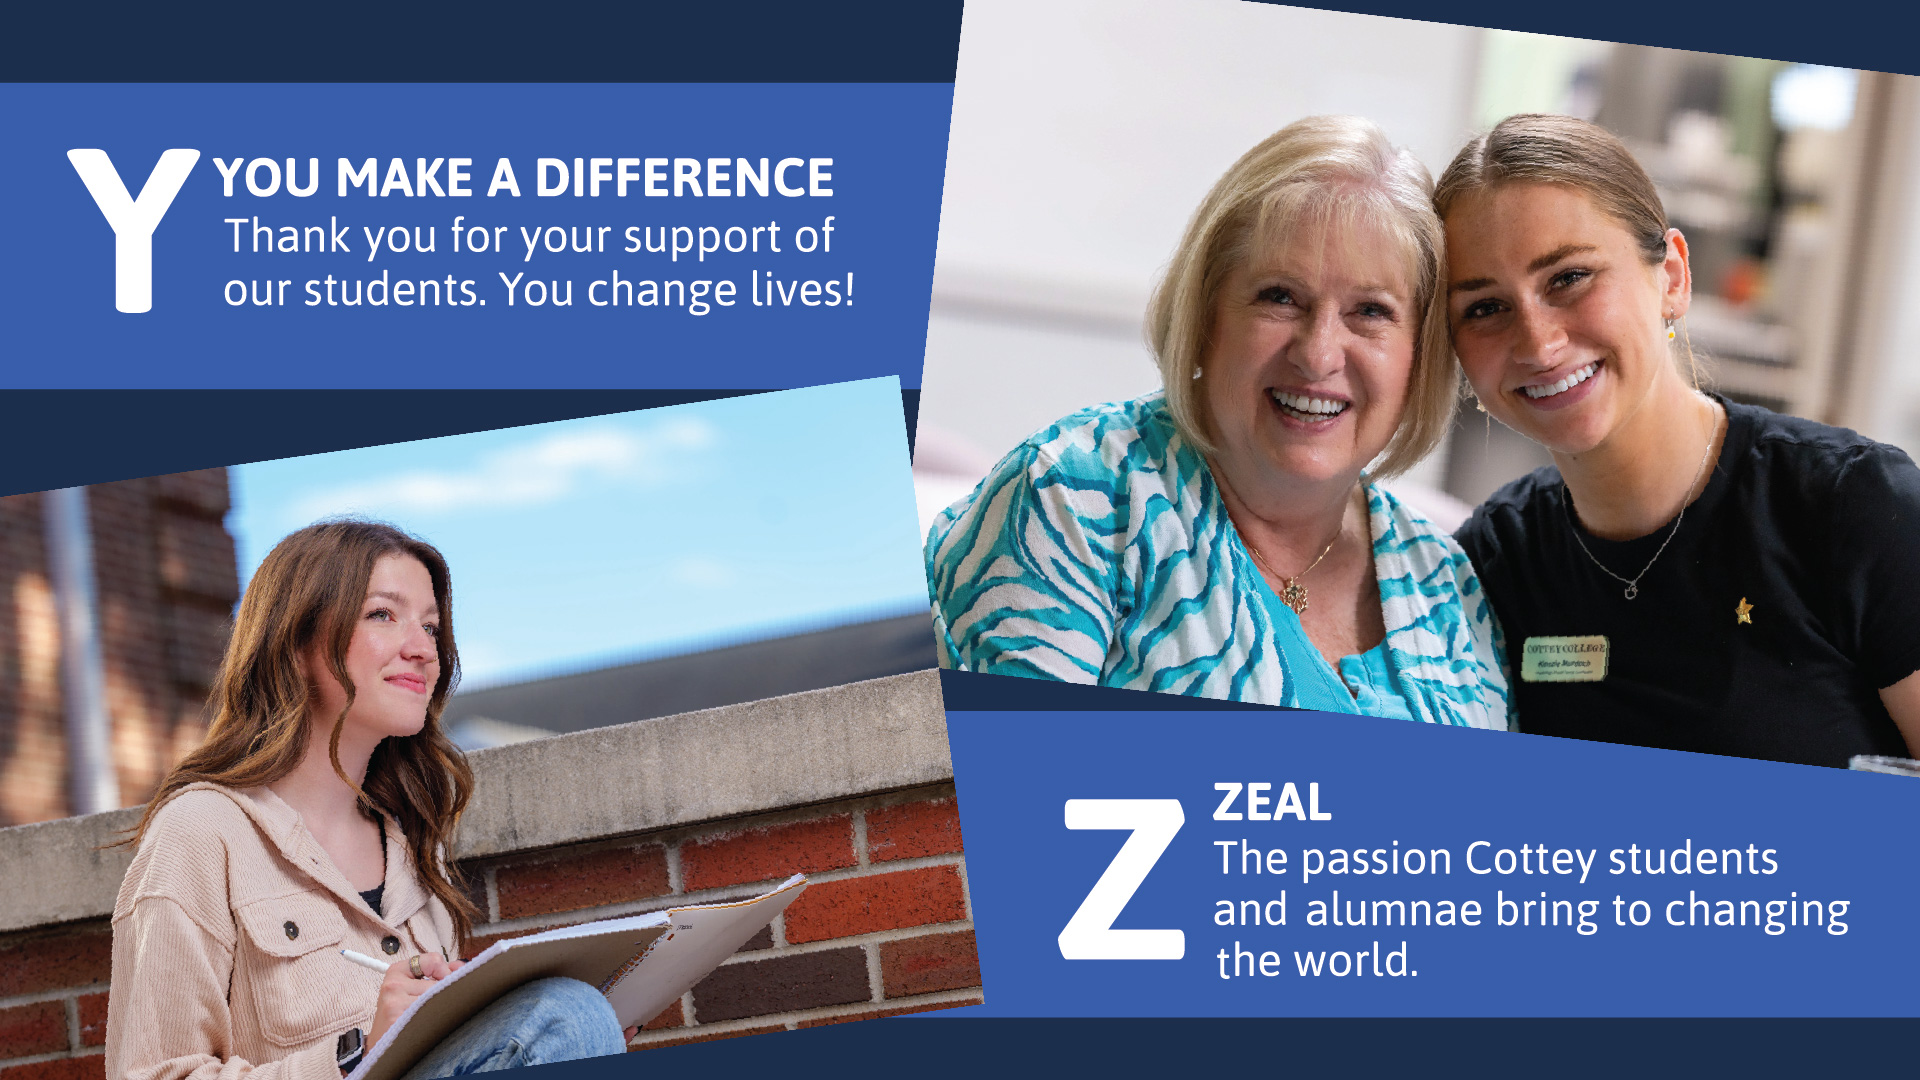 Y
YOU MAKE A DIFFERENCE
Thank you for your support of
our students. You change lives!
COTTEY COLLEGE
Z
ZEAL
The passion Cottey students
and alumnae bring to changing
the world.